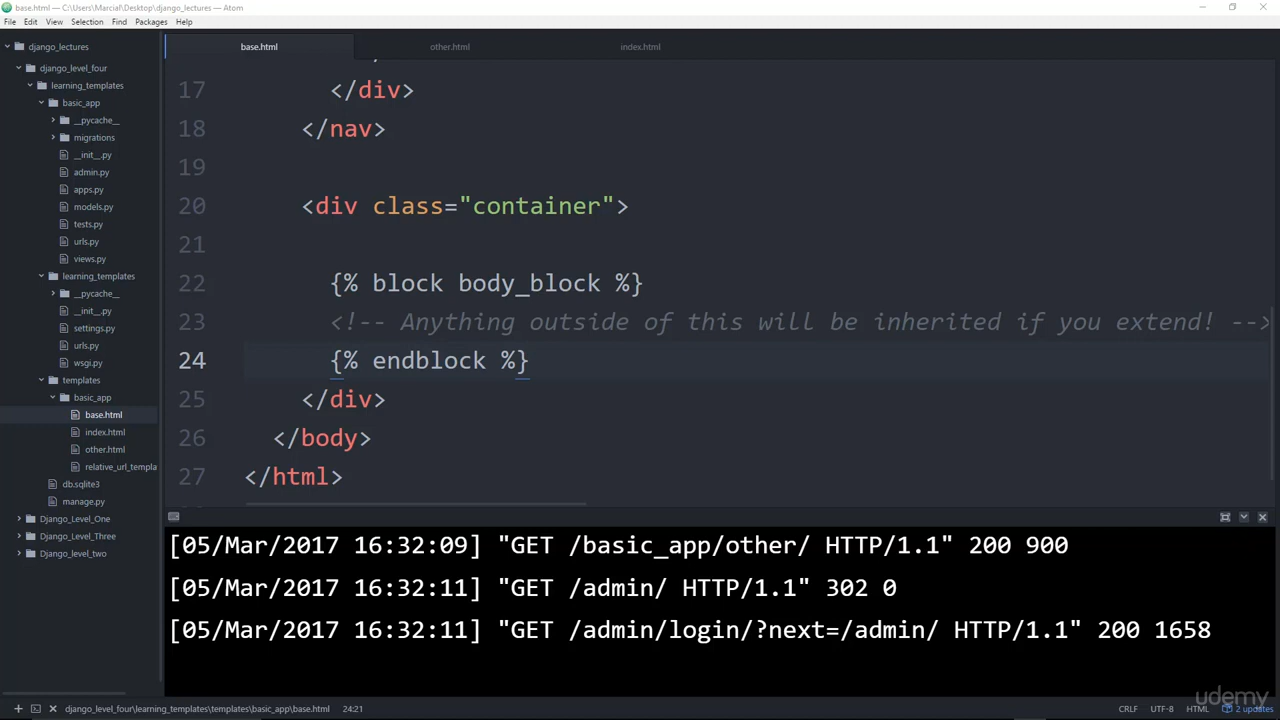 base.html — C:\Users\Marcial\Desktop\django_lectures — Atom
File Edit View Selection Find Packages Help
django_lectures
django_level_four
learning_templates
basic_app
__pycache__
migrations
__init__.py
admin.py
apps.py
models.py
tests.py
urls.py
views.py
learning_templates
__pycache__
__init__.py
settings.py
urls.py
wsgi.py
templates
basic_app
base.html
index.html
other.html
relative_url_templa
db.sqlite3
manage.py
Django_Level_One
Django_Level_Three
Django_level_two
base.html other.html index.html
17 </div>
18 </nav>
19
20 <div class="container">
21
22 {% block body_block %}
23 <!-- Anything outside of this will be inherited if you extend! -->
24 {% endblock %}
25 </div>
26 </body>
27 </html>
[05/Mar/2017 16:32:09] "GET /basic_app/other/ HTTP/1.1" 200 900
[05/Mar/2017 16:32:11] "GET /admin/ HTTP/1.1" 302 0
[05/Mar/2017 16:32:11] "GET /admin/login/?next=/admin/ HTTP/1.1" 200 1658
udemy
django_level_four\learning_templates\templates\basic_app\base.html 24:21 CRLF UTF-8 HTML 2 updates